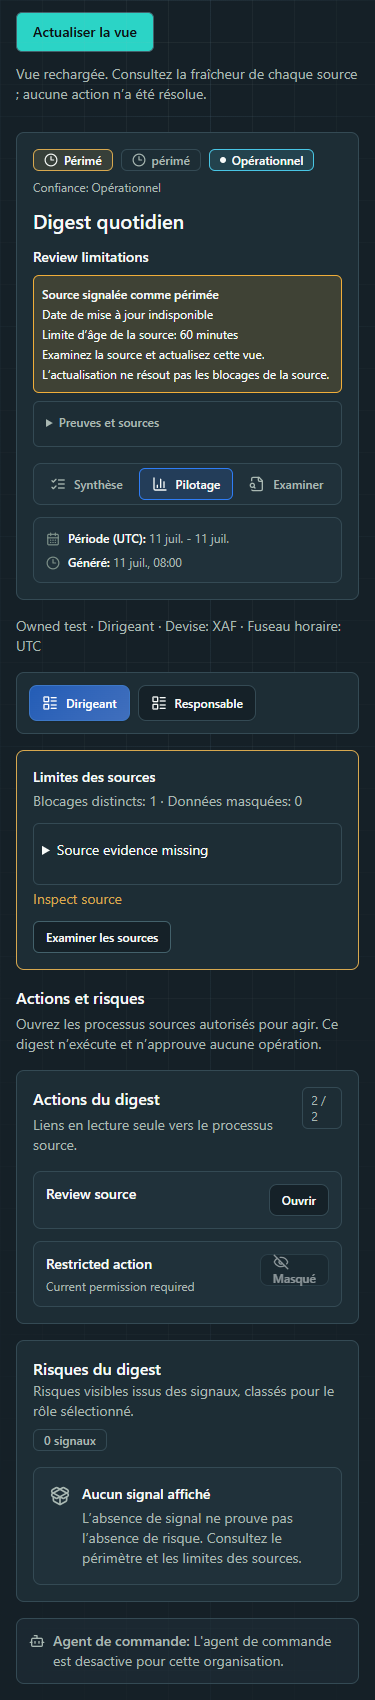 Actualiser la vue
Vue rechargée. Consultez la fraîcheur de chaque source
; aucune action n’a été résolue.
Périmé
périmé
Opérationnel
Confiance: Opérationnel
Digest quotidien
Review limitations
Source signalée comme périmée
Date de mise à jour indisponible
Limite d’âge de la source: 60 minutes
Examinez la source et actualisez cette vue.
L’actualisation ne résout pas les blocages de la source.
Preuves et sources
Synthèse
Pilotage
Examiner
Période (UTC): 11 juil. - 11 juil.
Généré: 11 juil., 08:00
Owned test · Dirigeant · Devise: XAF · Fuseau horaire:
UTC
Dirigeant
Responsable
Limites des sources
Blocages distincts: 1 · Données masquées: 0
Source evidence missing
Inspect source
Examiner les sources
Actions et risques
Ouvrez les processus sources autorisés pour agir. Ce
digest n’exécute et n’approuve aucune opération.
Actions du digest
2 /
2
Liens en lecture seule vers le processus
source.
Review source
Ouvrir
Restricted action
Current permission required
Masqué
Risques du digest
Risques visibles issus des signaux, classés pour le
rôle sélectionné.
0 signaux
Aucun signal affiché
L’absence de signal ne prouve pas
l’absence de risque. Consultez le
périmètre et les limites des sources.
Agent de commande: L'agent de commande
est desactive pour cette organisation.